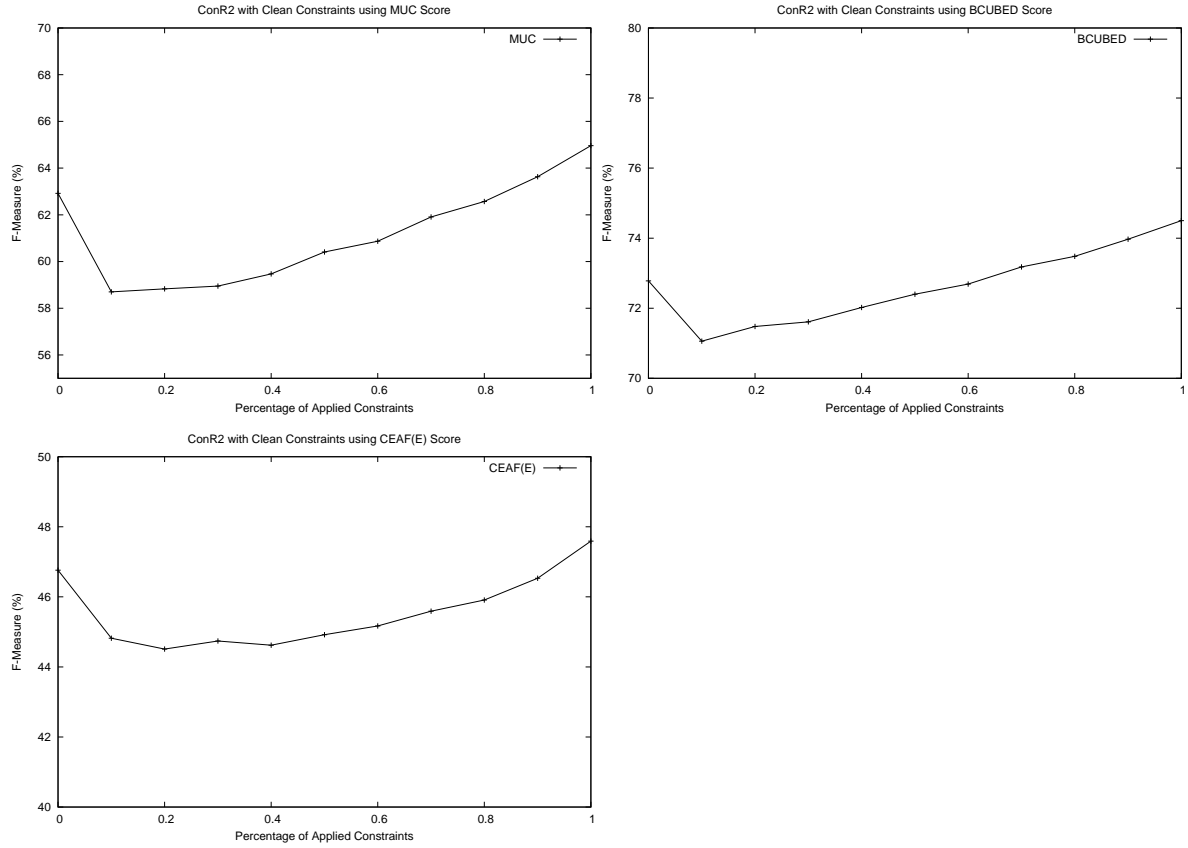 ConR2 with Clean Constraints using MUC Score
70
68
66
64
62
60
58
56
F-Measure (%)
MUC
0 0.2 0.4 0.6 0.8 1
Percentage of Applied Constraints
ConR2 with Clean Constraints using BCUBED Score
80
78
76
74
72
70
F-Measure (%)
BCUBED
0 0.2 0.4 0.6 0.8 1
Percentage of Applied Constraints
ConR2 with Clean Constraints using CEAF(E) Score
50
48
46
44
42
40
F-Measure (%)
CEAF(E)
0 0.2 0.4 0.6 0.8 1
Percentage of Applied Constraints